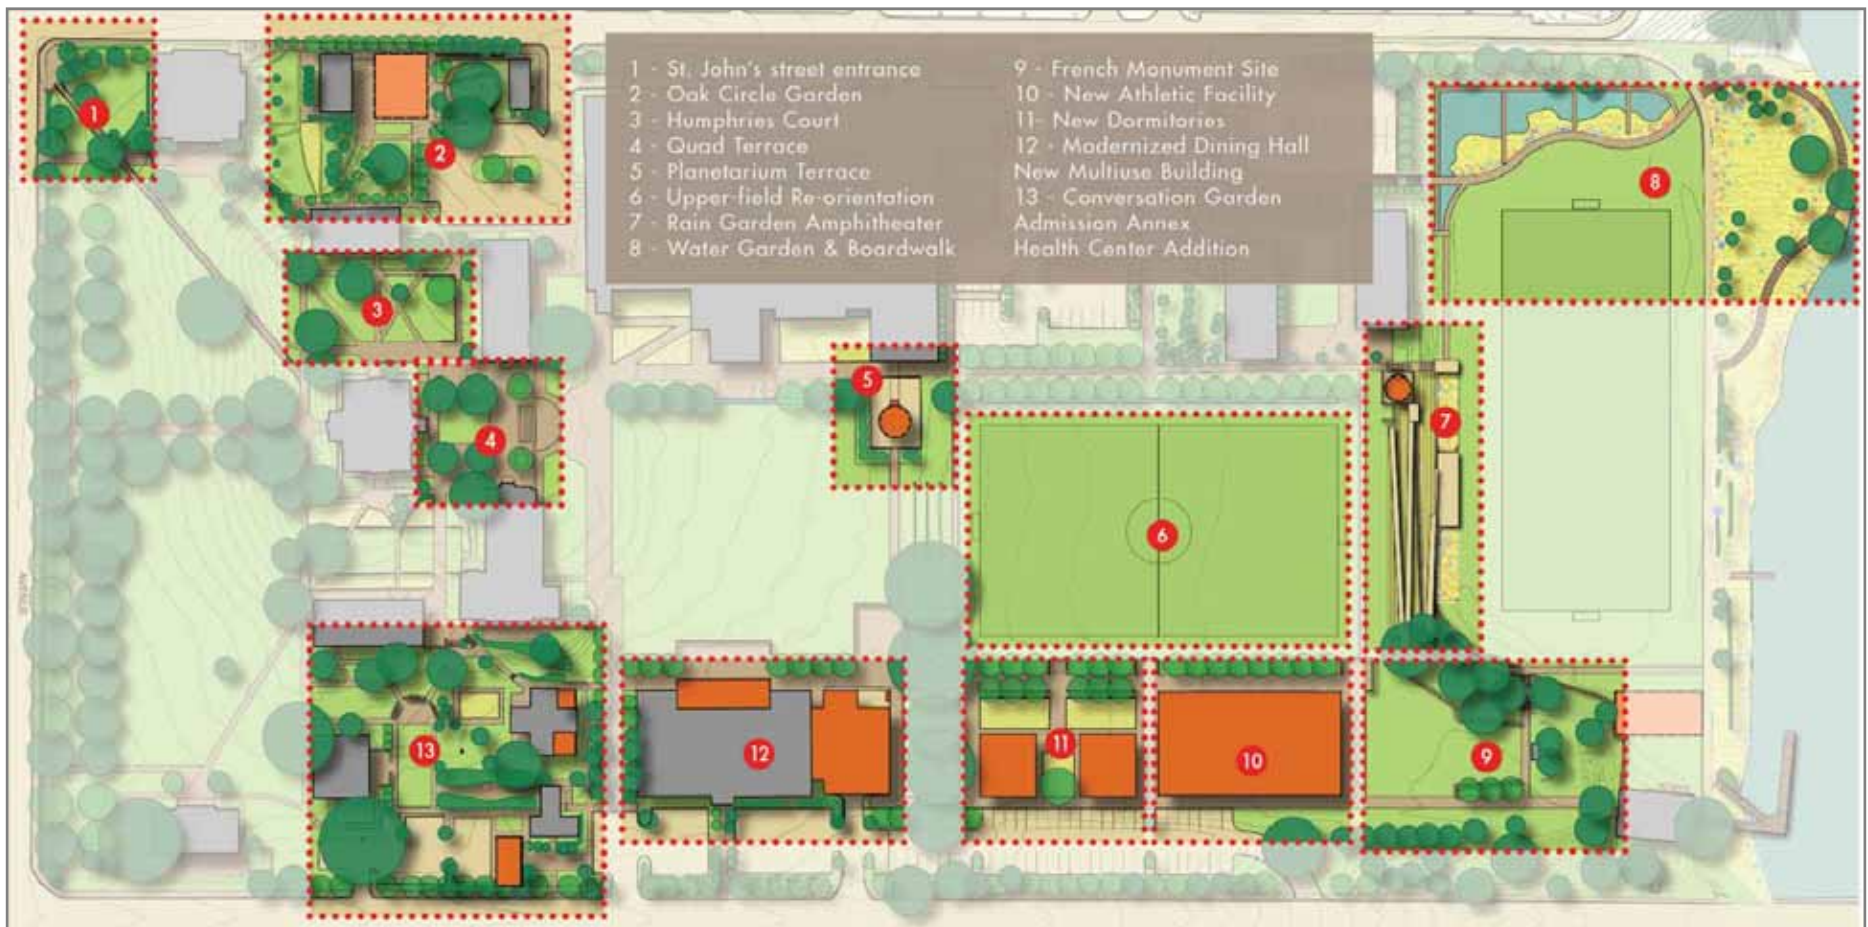 1 - St. John's street entrance
2 - Oak Circle Garden
3 - Humphries Court
4 - Quad Terrace
5 - Planetarium Terrace
6 - Upper-field Re-orientation
7 - Rain Garden Amphitheater
8 - Water Garden & Boardwalk
9 - French Monument Site
10 - New Athletic Facility
11- New Dormitories
12 - Modernized Dining Hall
New Multiuse Building
13 - Conversation Garden
Admission Annex
Health Center Addition
1
2
3
4
5
6
7
8
9
10
11
12
13